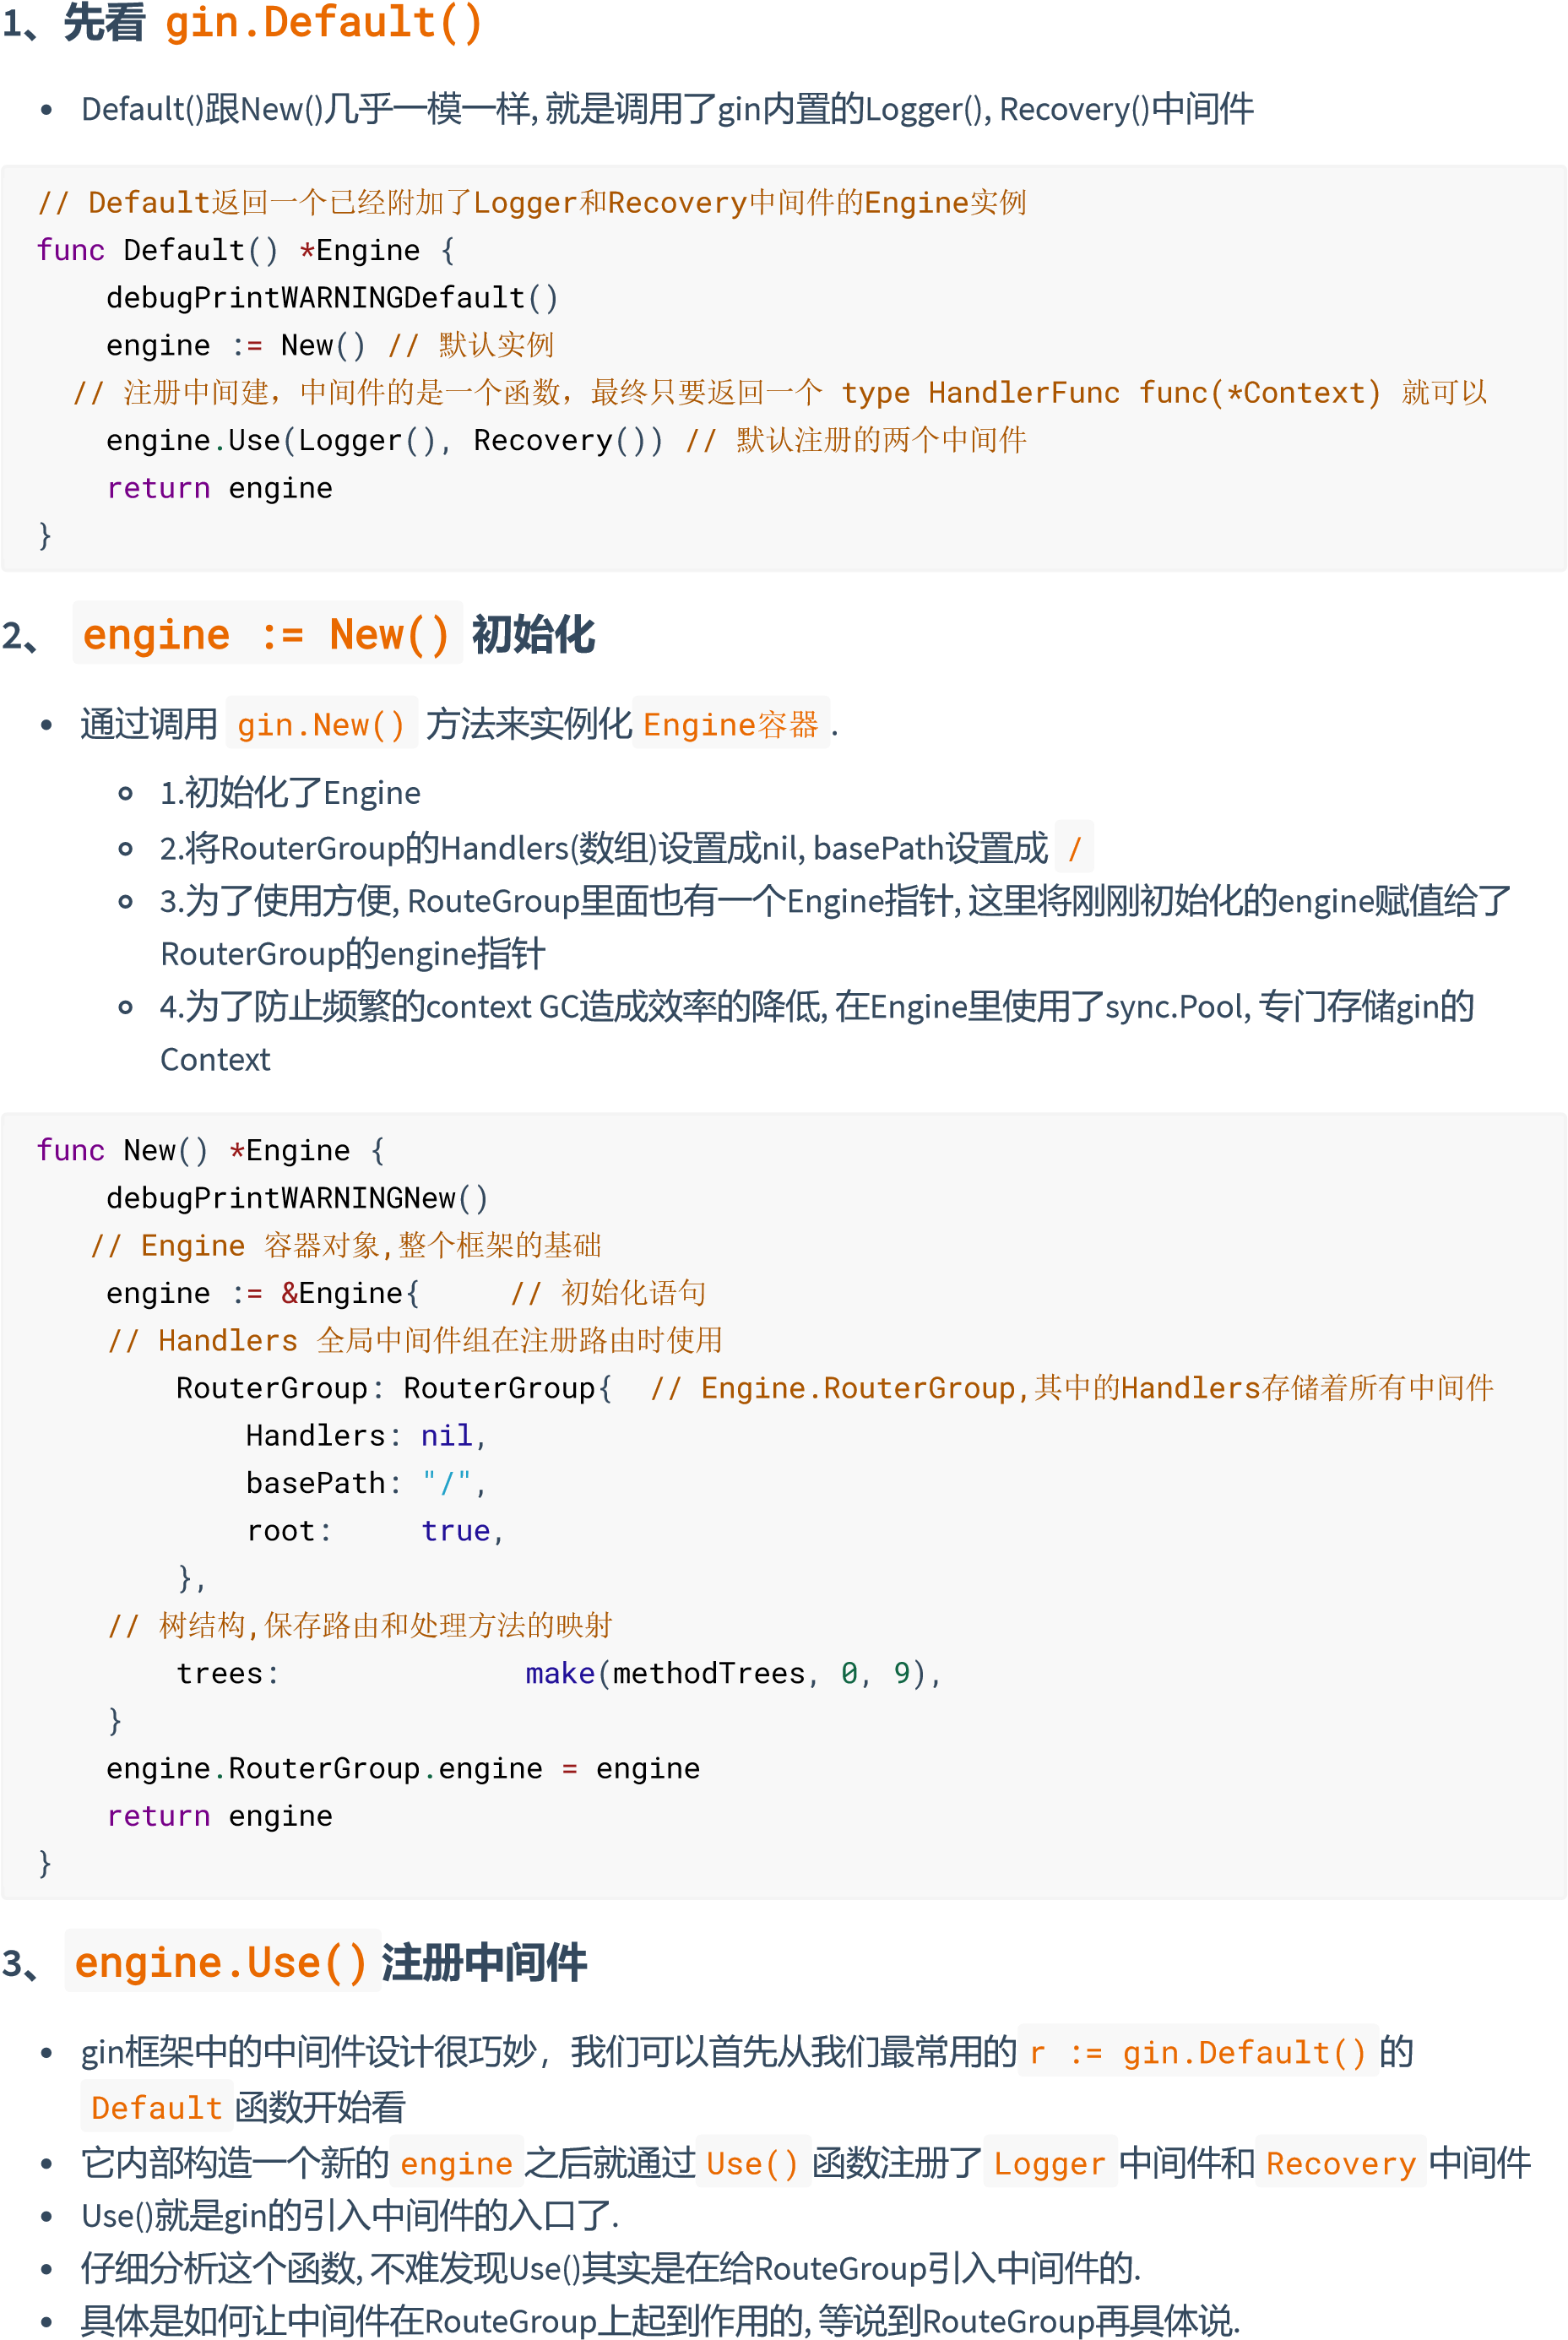 1、先看 gin.Default()
• Default()跟New()几乎一模一样, 就是调用了gin内置的Logger(), Recovery()中间件
// Default返回一个已经附加了Logger和Recovery中间件的Engine实例
func Default() *Engine {
    debugPrintWARNINGDefault()
    engine := New() // 默认实例
  // 注册中间建，中间件的是一个函数，最终只要返回一个 type HandlerFunc func(*Context) 就可以
    engine.Use(Logger(), Recovery()) // 默认注册的两个中间件
    return engine
}
2、 engine := New() 初始化
• 通过调用 gin.New() 方法来实例化 Engine容器 .
1.初始化了Engine
2.将RouterGroup的Handlers(数组)设置成nil, basePath设置成 /
3.为了使用方便, RouteGroup里面也有一个Engine指针, 这里将刚刚初始化的engine赋值给了
RouterGroup的engine指针
4.为了防止频繁的context GC造成效率的降低, 在Engine里使用了sync.Pool, 专门存储gin的
Context
func New() *Engine {
    debugPrintWARNINGNew()
   // Engine 容器对象,整个框架的基础
    engine := &Engine{     // 初始化语句
    // Handlers 全局中间件组在注册路由时使用
        RouterGroup: RouterGroup{  // Engine.RouterGroup,其中的Handlers存储着所有中间件
            Handlers: nil,
            basePath: "/",
            root:     true,
        },
    // 树结构,保存路由和处理方法的映射
        trees:              make(methodTrees, 0, 9),
    }
    engine.RouterGroup.engine = engine
    return engine
}
3、 engine.Use() 注册中间件
• gin框架中的中间件设计很巧妙，我们可以首先从我们最常用的 r := gin.Default() 的
Default 函数开始看
• 它内部构造一个新的 engine 之后就通过 Use() 函数注册了 Logger 中间件和 Recovery 中间件
• Use()就是gin的引入中间件的入口了.
• 仔细分析这个函数, 不难发现Use()其实是在给RouteGroup引入中间件的.
• 具体是如何让中间件在RouteGroup上起到作用的, 等说到RouteGroup再具体说.